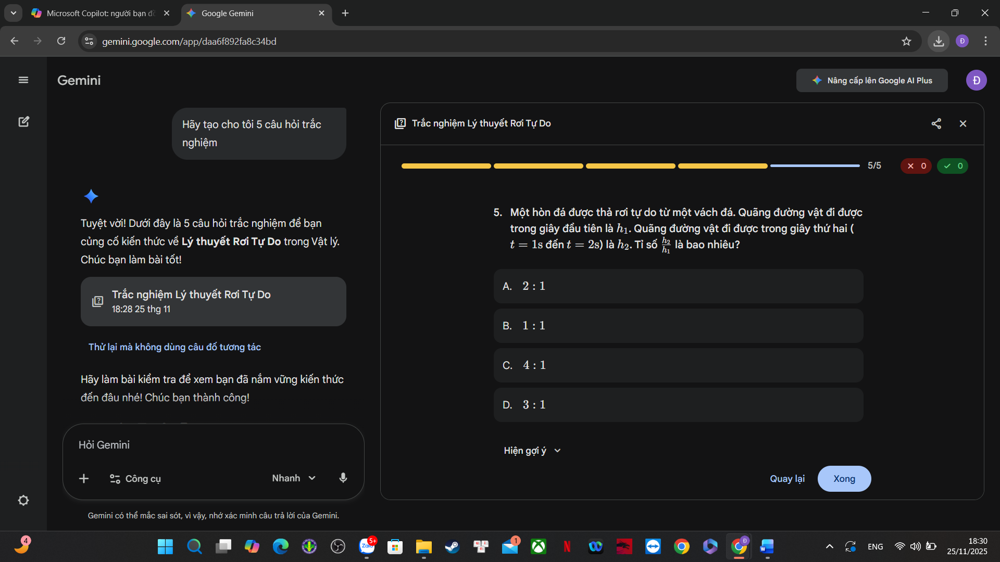 Microsoft Copilot: người bạn đồ
Google Gemini
gemini.google.com/app/daa6f892fa8c34bd
Đ
Gemini
Nâng cấp lên Google AI Plus
Đ
Hãy tạo cho tôi 5 câu hỏi trắc
nghiệm
Tuyệt vời! Dưới đây là 5 câu hỏi trắc nghiệm để bạn
củng cố kiến thức về Lý thuyết Rơi Tự Do trong Vật lý.
Chúc bạn làm bài tốt!
Trắc nghiệm Lý thuyết Rơi Tự Do
18:28 25 thg 11
Thử lại mà không dùng câu đố tương tác
Hãy làm bài kiểm tra để xem bạn đã nắm vững kiến thức
đến đâu nhé! Chúc bạn thành công!
Hỏi Gemini
Công cụ
Nhanh
Gemini có thể mắc sai sót, vì vậy, nhớ xác minh câu trả lời của Gemini.
Trắc nghiệm Lý thuyết Rơi Tự Do
5/5
0
0
5. Một hòn đá được thả rơi tự do từ một vách đá. Quãng đường vật đi được
trong giây đầu tiên là h₁. Quãng đường vật đi được trong giây thứ hai (
t = 1s đến t = 2s) là h₂. Tỉ số h₂/h₁ là bao nhiêu?
A. 2 : 1
B. 1 : 1
C. 4 : 1
D. 3 : 1
Hiện gợi ý
Quay lại
Xong
4
Zalo
5+
1
N
Đ
W
ENG
18:30
25/11/2025